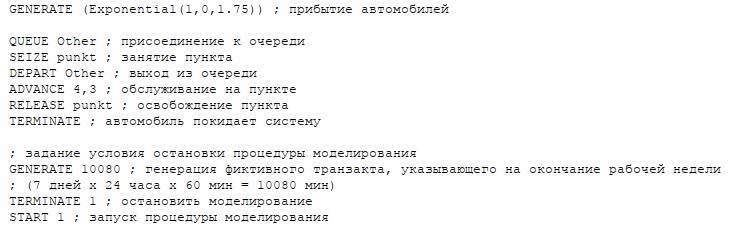 GENERATE (Exponential(1,0,1.75)) ; прибытие автомобилей
QUEUE Other ; присоединение к очереди
SEIZE punkt ; занятие пункта
DEPART Other ; выход из очереди
ADVANCE 4,3 ; обслуживание на пункте
RELEASE punkt ; освобождение пункта
TERMINATE ; автомобиль покидает систему
; задание условия остановки процедуры моделирования
GENERATE 10080 ; генерация фиктивного транзакта, указывающего на окончание рабочей недели
; (7 дней x 24 часа x 60 мин = 10080 мин)
TERMINATE 1 ; остановить моделирование
START 1 ; запуск процедуры моделирования